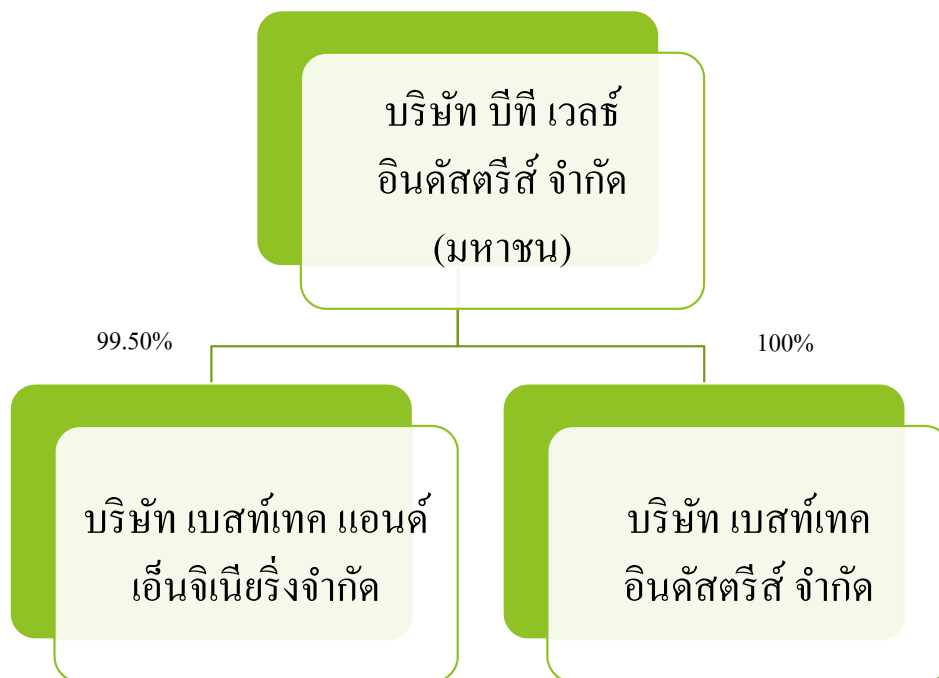 บริษัท บีที เวลธ์
อินดัสตรีส์ จำกัด
(มหาชน)
99.50%
100%
บริษัท เบสท์เทค แอนด์
เอ็นจิเนียริ่งจำกัด
บริษัท เบสท์เทค
อินดัสตรีส์ จำกัด